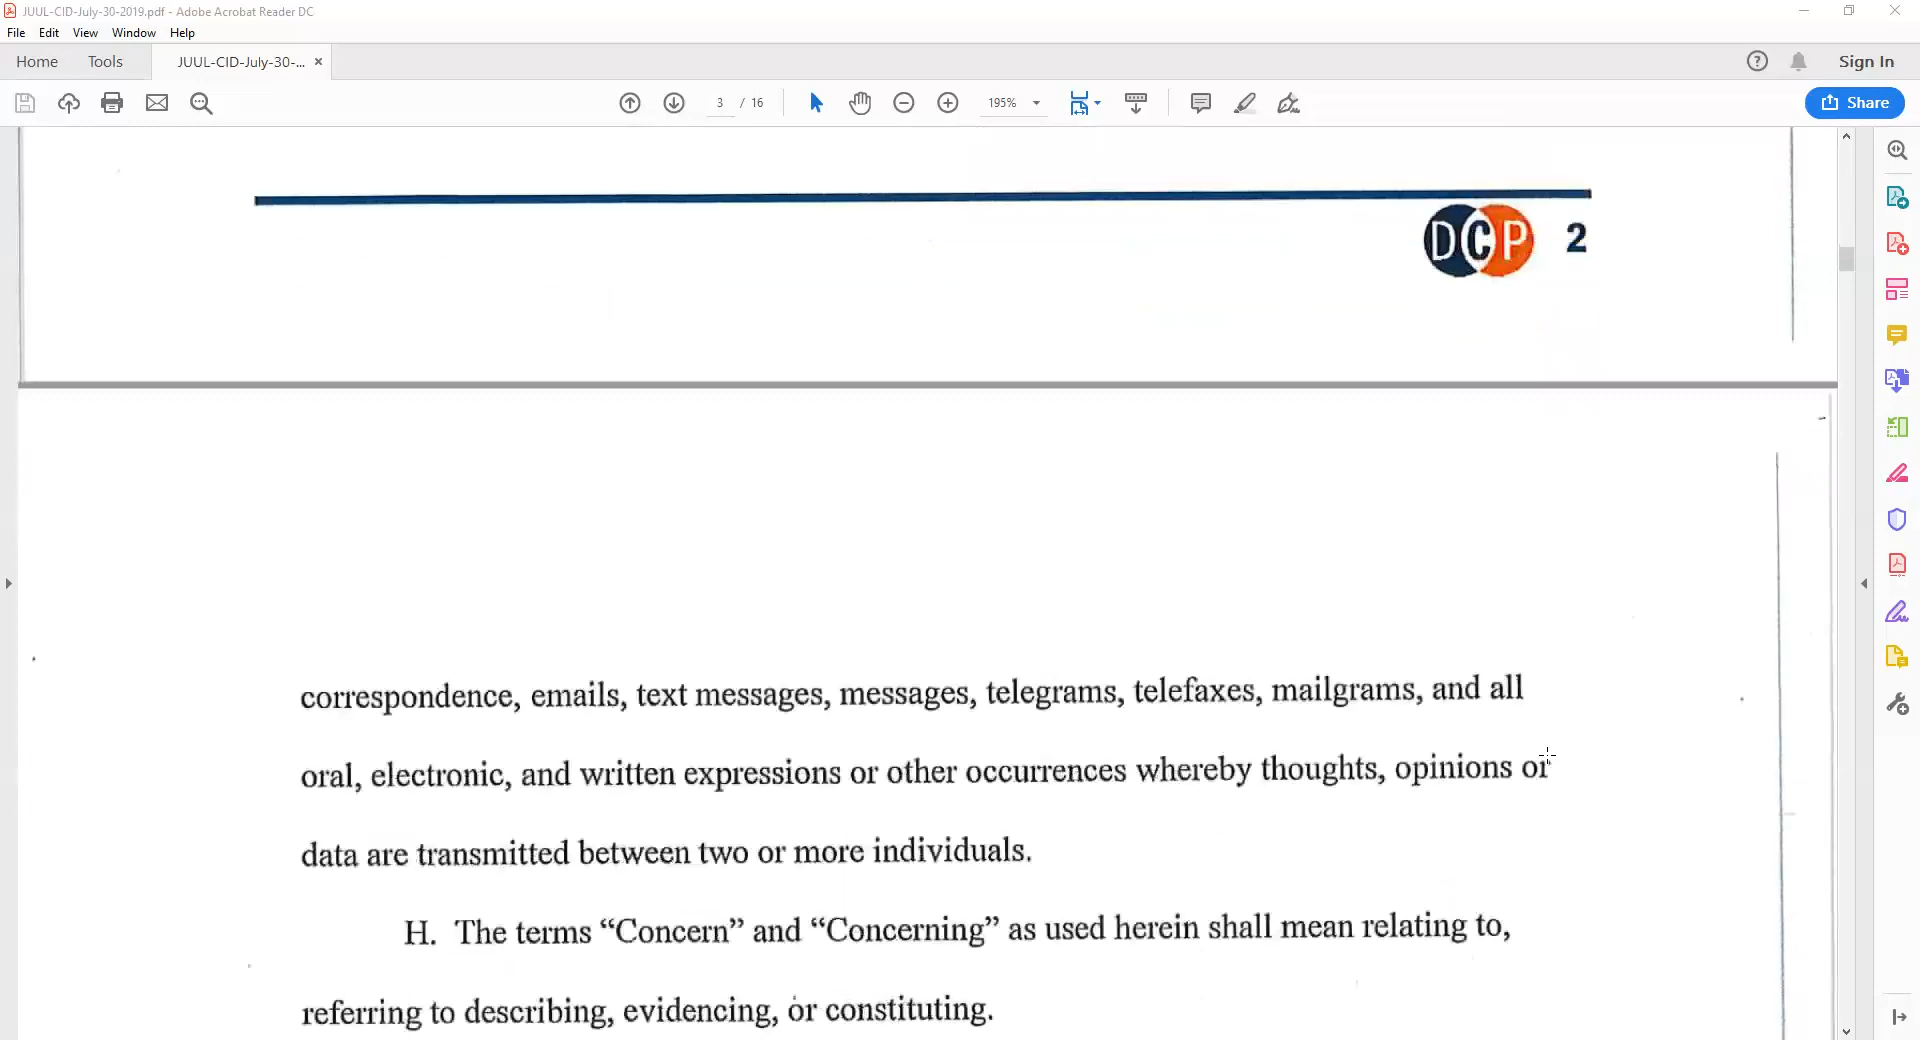 JUUL-CID-July-30-2019.pdf - Adobe Acrobat Reader DC
File Edit View Window Help
Home Tools JUUL-CID-July-30-... × Sign In
3 / 16 195% Share
DCP 2
correspondence, emails, text messages, messages, telegrams, telefaxes, mailgrams, and all
oral, electronic, and written expressions or other occurrences whereby thoughts, opinions or
data are transmitted between two or more individuals.
H. The terms “Concern” and “Concerning” as used herein shall mean relating to,
referring to describing, evidencing, or constituting.